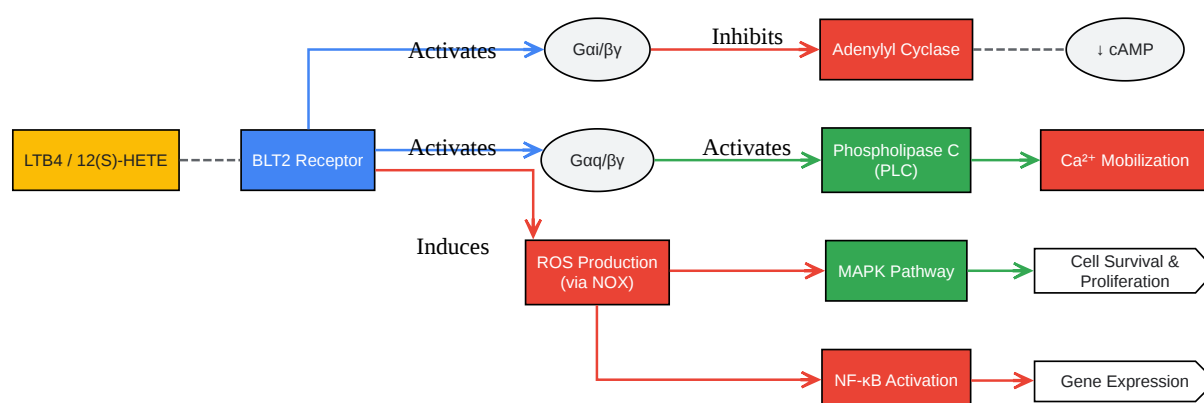 Activates
Gαi/βγ
Inhibits
Adenylyl Cyclase
↓ cAMP
LTB4 / 12(S)-HETE
BLT2 Receptor
Activates
Gαq/βγ
Activates
Phospholipase C
(PLC)
Ca²⁺ Mobilization
Induces
ROS Production
(via NOX)
MAPK Pathway
Cell Survival &
Proliferation
NF-κB Activation
Gene Expression